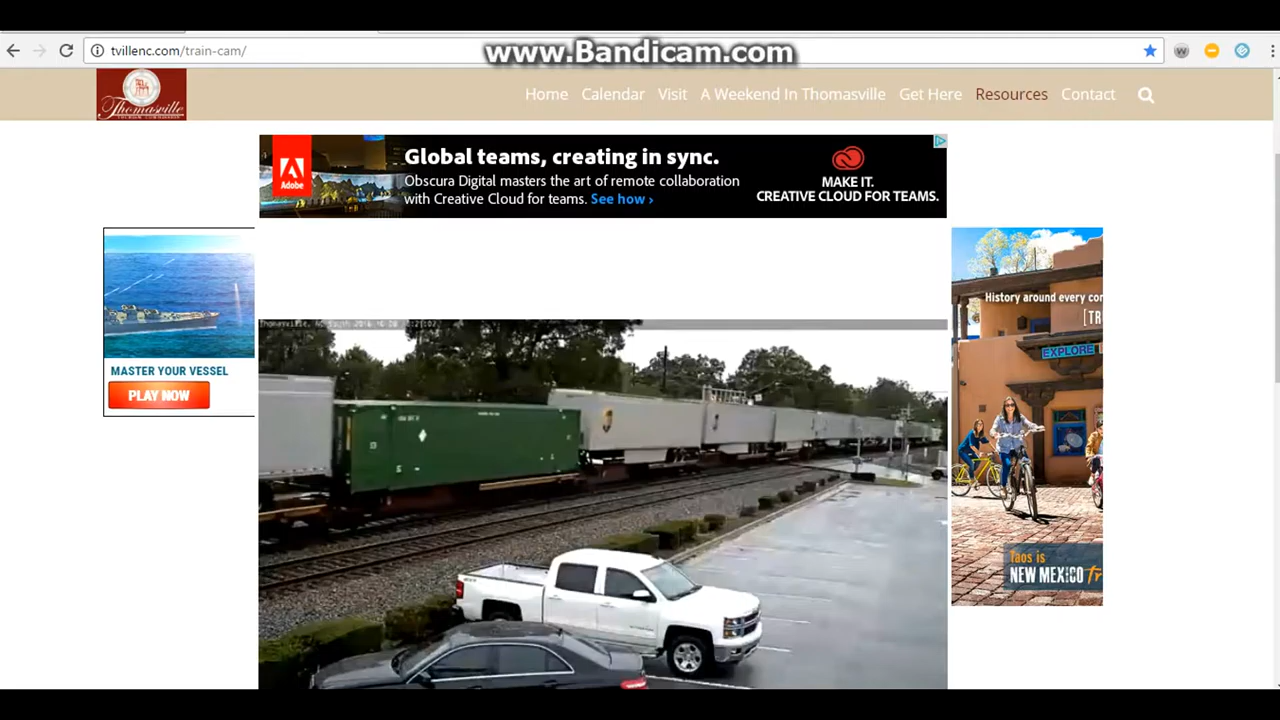 tvillenc.com/train-cam/
www.Bandicam.com
Thomasville
Home Calendar Visit A Weekend In Thomasville Get Here Resources Contact
Adobe
Global teams, creating in sync.
Obscura Digital masters the art of remote collaboration
with Creative Cloud for teams. See how ›
MAKE IT.
CREATIVE CLOUD FOR TEAMS.
MASTER YOUR VESSEL
PLAY NOW
History around every cor
[TR
EXPLORE
Taos is
NEW MEXICO Tr